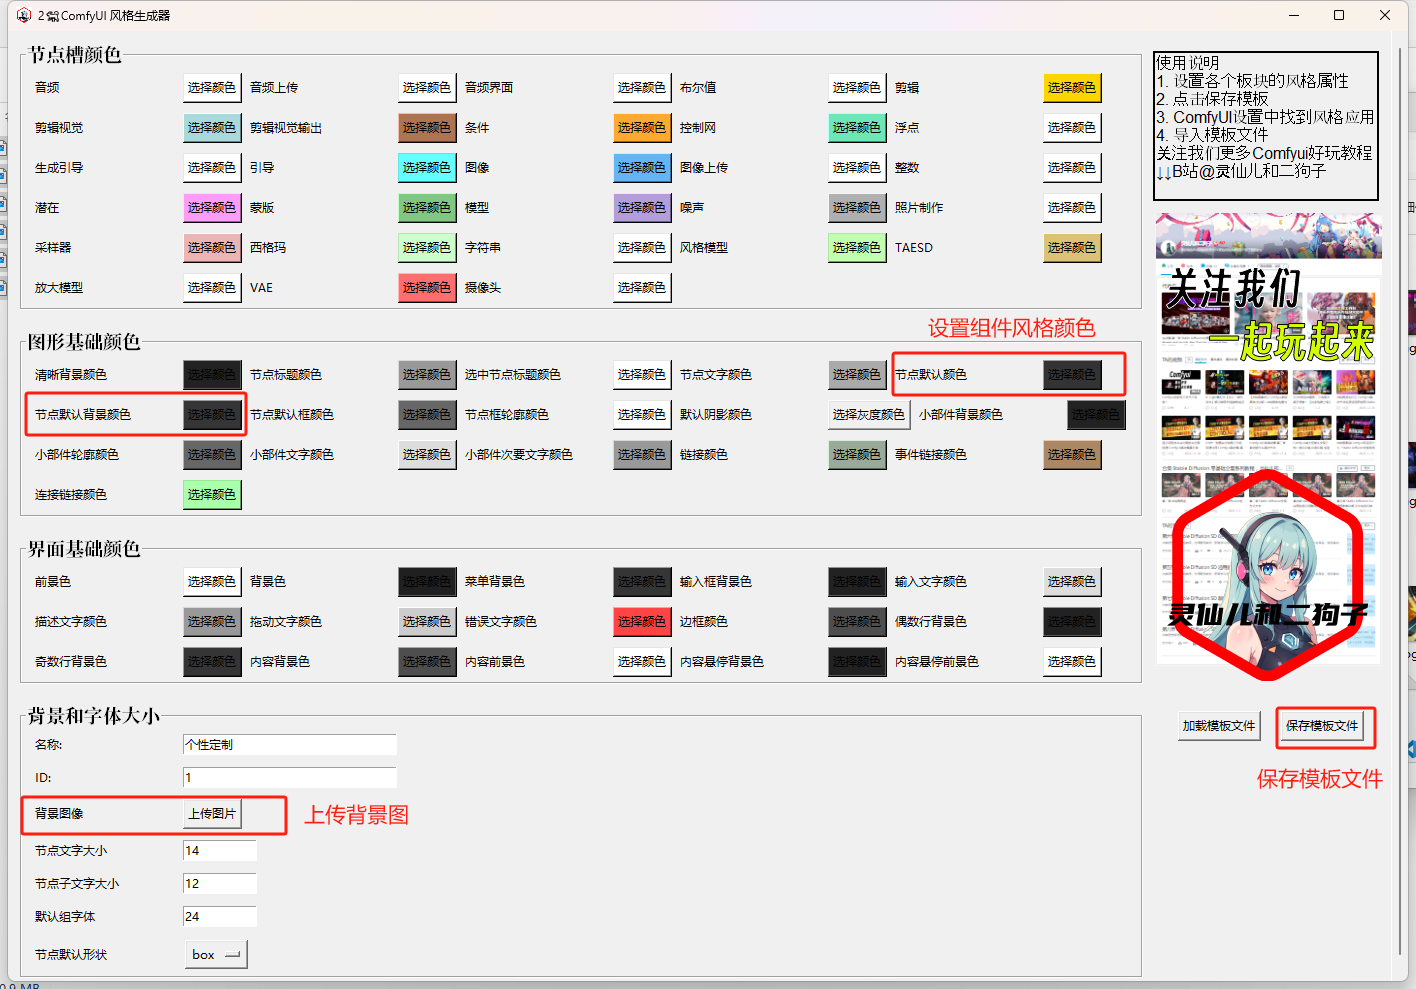 ComfyUI 风格生成器
节点槽颜色
音频 选择颜色 音频上传 选择颜色 音频界面 选择颜色 布尔值 选择颜色 剪辑 选择颜色
剪辑视觉 选择颜色 剪辑视觉输出 选择颜色 条件 选择颜色 控制网 选择颜色 浮点 选择颜色
生成引导 选择颜色 引导 选择颜色 图像 选择颜色 图像上传 选择颜色 整数 选择颜色
潜在 选择颜色 蒙版 选择颜色 模型 选择颜色 噪声 选择颜色 照片制作 选择颜色
采样器 选择颜色 西格玛 选择颜色 字符串 选择颜色 风格模型 选择颜色 TAESD 选择颜色
放大模型 选择颜色 VAE 选择颜色 摄像头 选择颜色
设置组件风格颜色
图形基础颜色
清晰背景颜色 选择颜色 节点标题颜色 选择颜色 选中节点标题颜色 选择颜色 节点文字颜色 选择颜色 节点默认颜色 选择颜色
节点默认背景颜色 选择颜色 节点默认框颜色 选择颜色 节点框轮廓颜色 选择颜色 默认阴影颜色 选择灰度颜色 小部件背景颜色 选择颜色
小部件轮廓颜色 选择颜色 小部件文字颜色 选择颜色 小部件次要文字颜色 选择颜色 链接颜色 选择颜色 事件链接颜色 选择颜色
连接链接颜色 选择颜色
界面基础颜色
前景色 选择颜色 背景色 选择颜色 菜单背景颜色 选择颜色 输入框背景颜色 选择颜色 输入文字颜色 选择颜色
描述文字颜色 选择颜色 拖动文字颜色 选择颜色 错误文字颜色 选择颜色 边框颜色 选择颜色 偶数行背景色 选择颜色
奇数行背景色 选择颜色 内容背景色 选择颜色 内容前景色 选择颜色 内容悬停背景色 选择颜色 内容悬停前景色 选择颜色
背景和字体大小
名称: 个性定制
ID: 1
背景图像 上传图片 上传背景图
节点文字大小 14
节点子文字大小 12
默认组字体 24
节点默认形状 box
使用说明
1. 设置各个板块的风格属性
2. 点击保存模板
3. ComfyUI设置中找到风格应用
4. 导入模板文件
关注我们更多Comfyui好玩教程
↓↓B站@灵仙儿和二狗子
关注我们
一起玩起来
灵仙儿和二狗子
加载模板文件 保存模板文件
保存模板文件